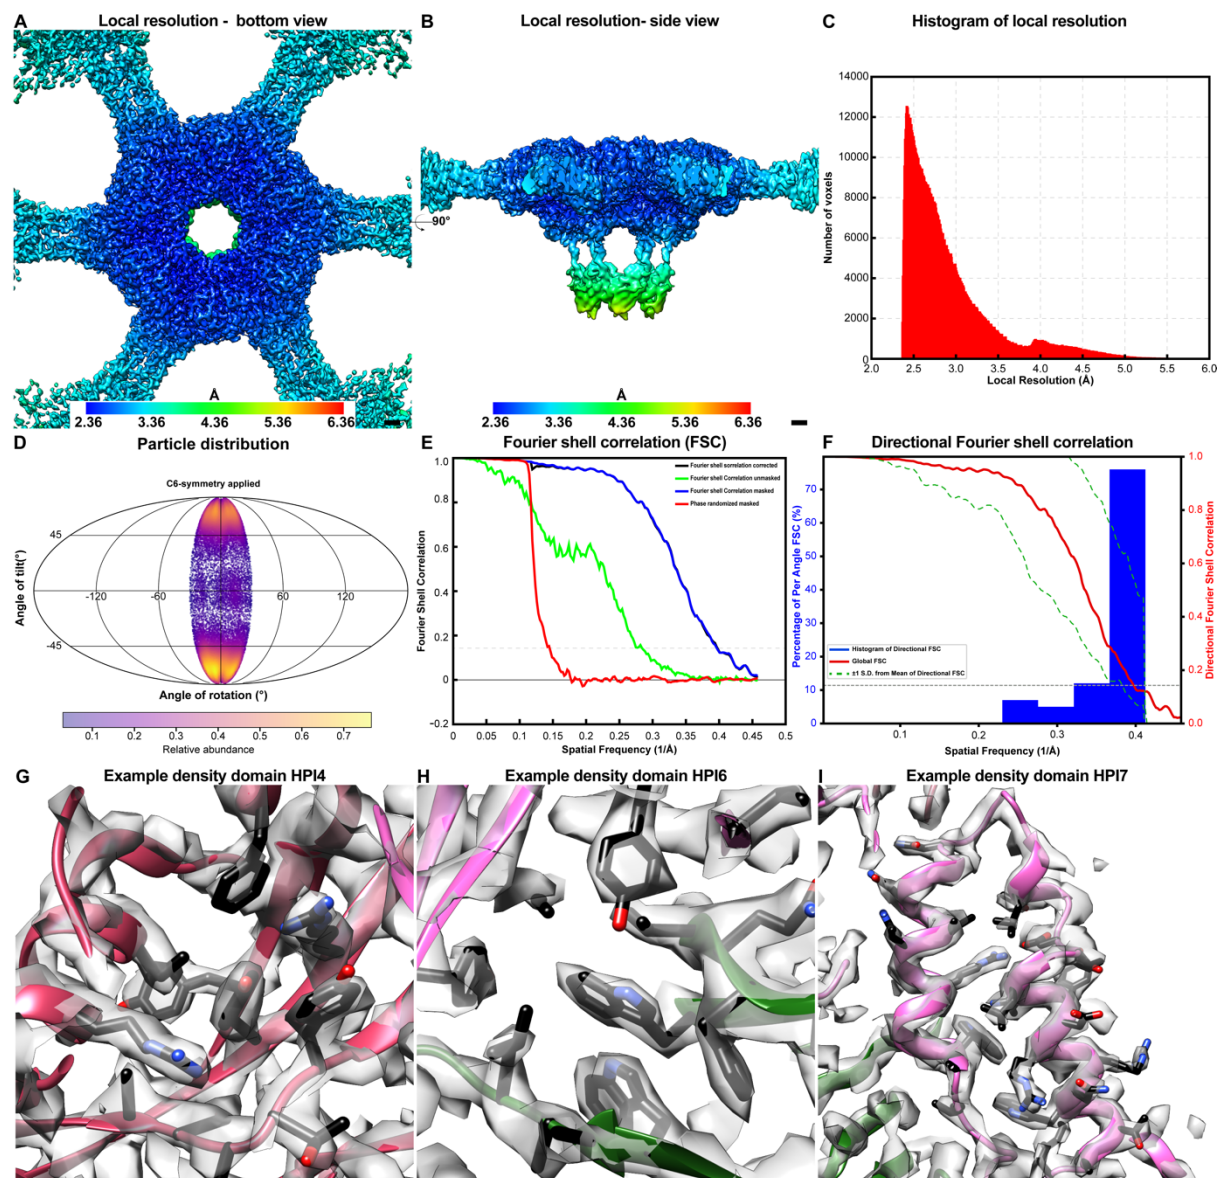 A Local resolution - bottom view
B Local resolution- side view
C Histogram of local resolution
90°
Å
2.36 3.36 4.36 5.36 6.36
Å
2.36 3.36 4.36 5.36 6.36
Number of voxels
14000
12000
10000
8000
6000
4000
2000
0
2.0 2.5 3.0 3.5 4.0 4.5 5.0 5.5 6.0
Local Resolution (Å)
D Particle distribution
C6-symmetry applied
Angle of tilt(°)
45
-120 -60 60 120
-45
Angle of rotation (°)
0.1 0.2 0.3 0.4 0.5 0.6 0.7
Relative abundance
E Fourier shell correlation (FSC)
Fourier Shell Correlation
1.0
0.8
0.6
0.4
0.2
0
−0.2
Fourier shell sorrelation corrected
Fourier shell Correlation unmasked
Fourier shell Correlation masked
Phase randomized masked
0 0.05 0.1 0.15 0.2 0.25 0.3 0.35 0.4 0.45 0.5
Spatial Frequency (1/Å)
F Directional Fourier shell correlation
Percentage of Per Angle FSC (%)
70
60
50
40
30
20
10
0
Histogram of Directional FSC
Global FSC
±1 S.D. from Mean of Directional FSC
0.1 0.2 0.3 0.4
Spatial Frequency (1/Å)
1.0
0.8
0.6
0.4
0.2
0.0
Directional Fourier Shell Correlation
G Example density domain HPI4
H Example density domain HPI6
I Example density domain HPI7